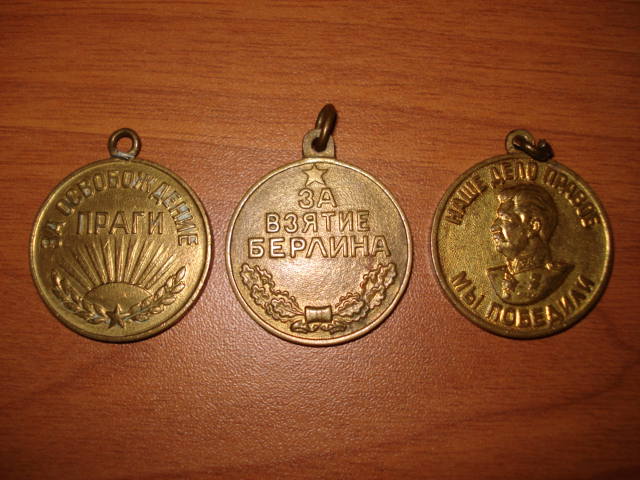 ЗА ОСВОБОЖДЕНИЕ
ПРАГИ
ЗА
ВЗЯТИЕ
БЕРЛИНА
НАШЕ ДЕЛО ПРАВОЕ
МЫ ПОБЕДИЛИ